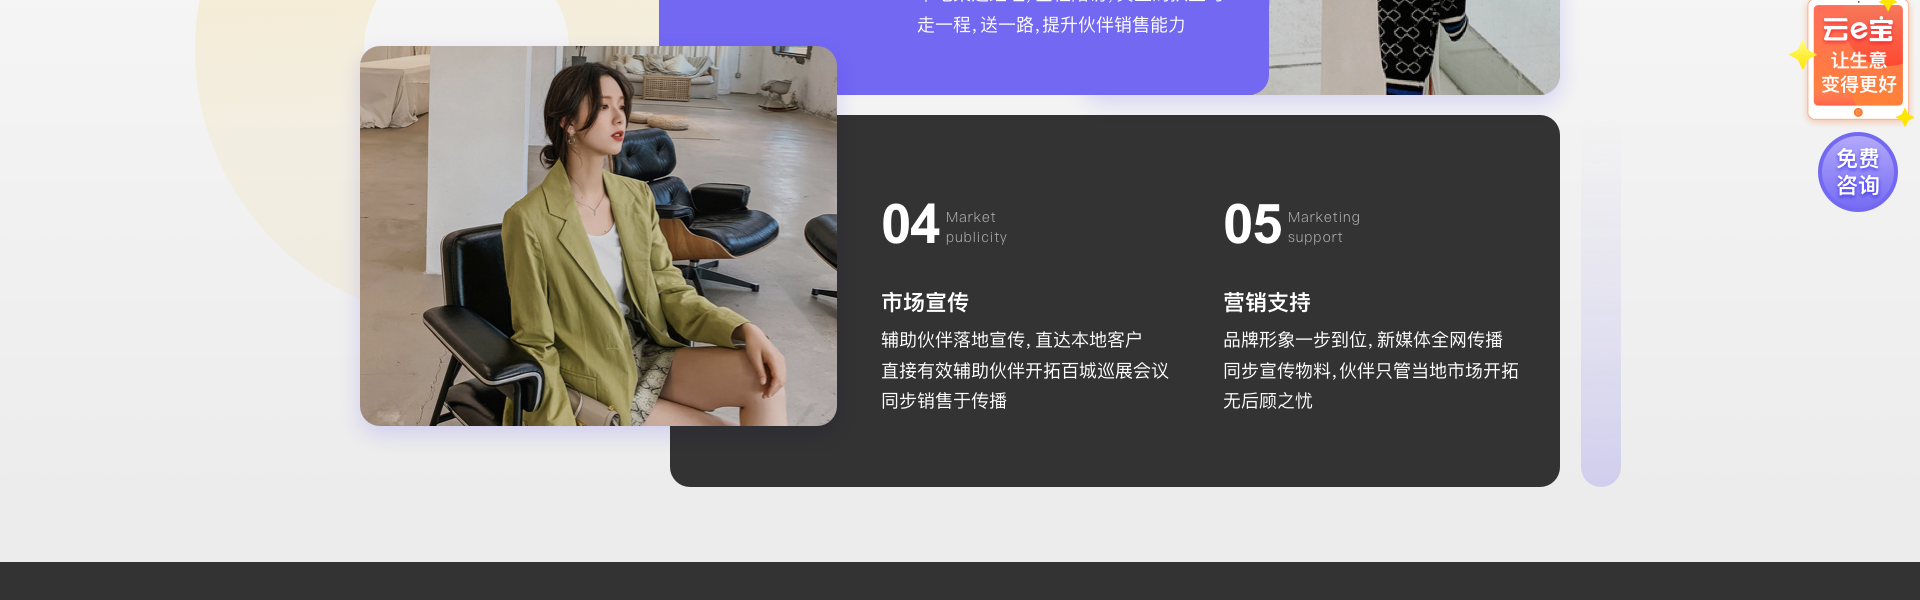 走一程，送一路，提升伙伴销售能力
云e宝
让生意
变得更好
免费
咨询
04 Market publicity
市场宣传
辅助伙伴落地宣传，直达本地客户
直接有效辅助伙伴开拓百城巡展会议
同步销售于传播
05 Marketing support
营销支持
品牌形象一步到位，新媒体全网传播
同步宣传物料，伙伴只管当地市场开拓
无后顾之忧